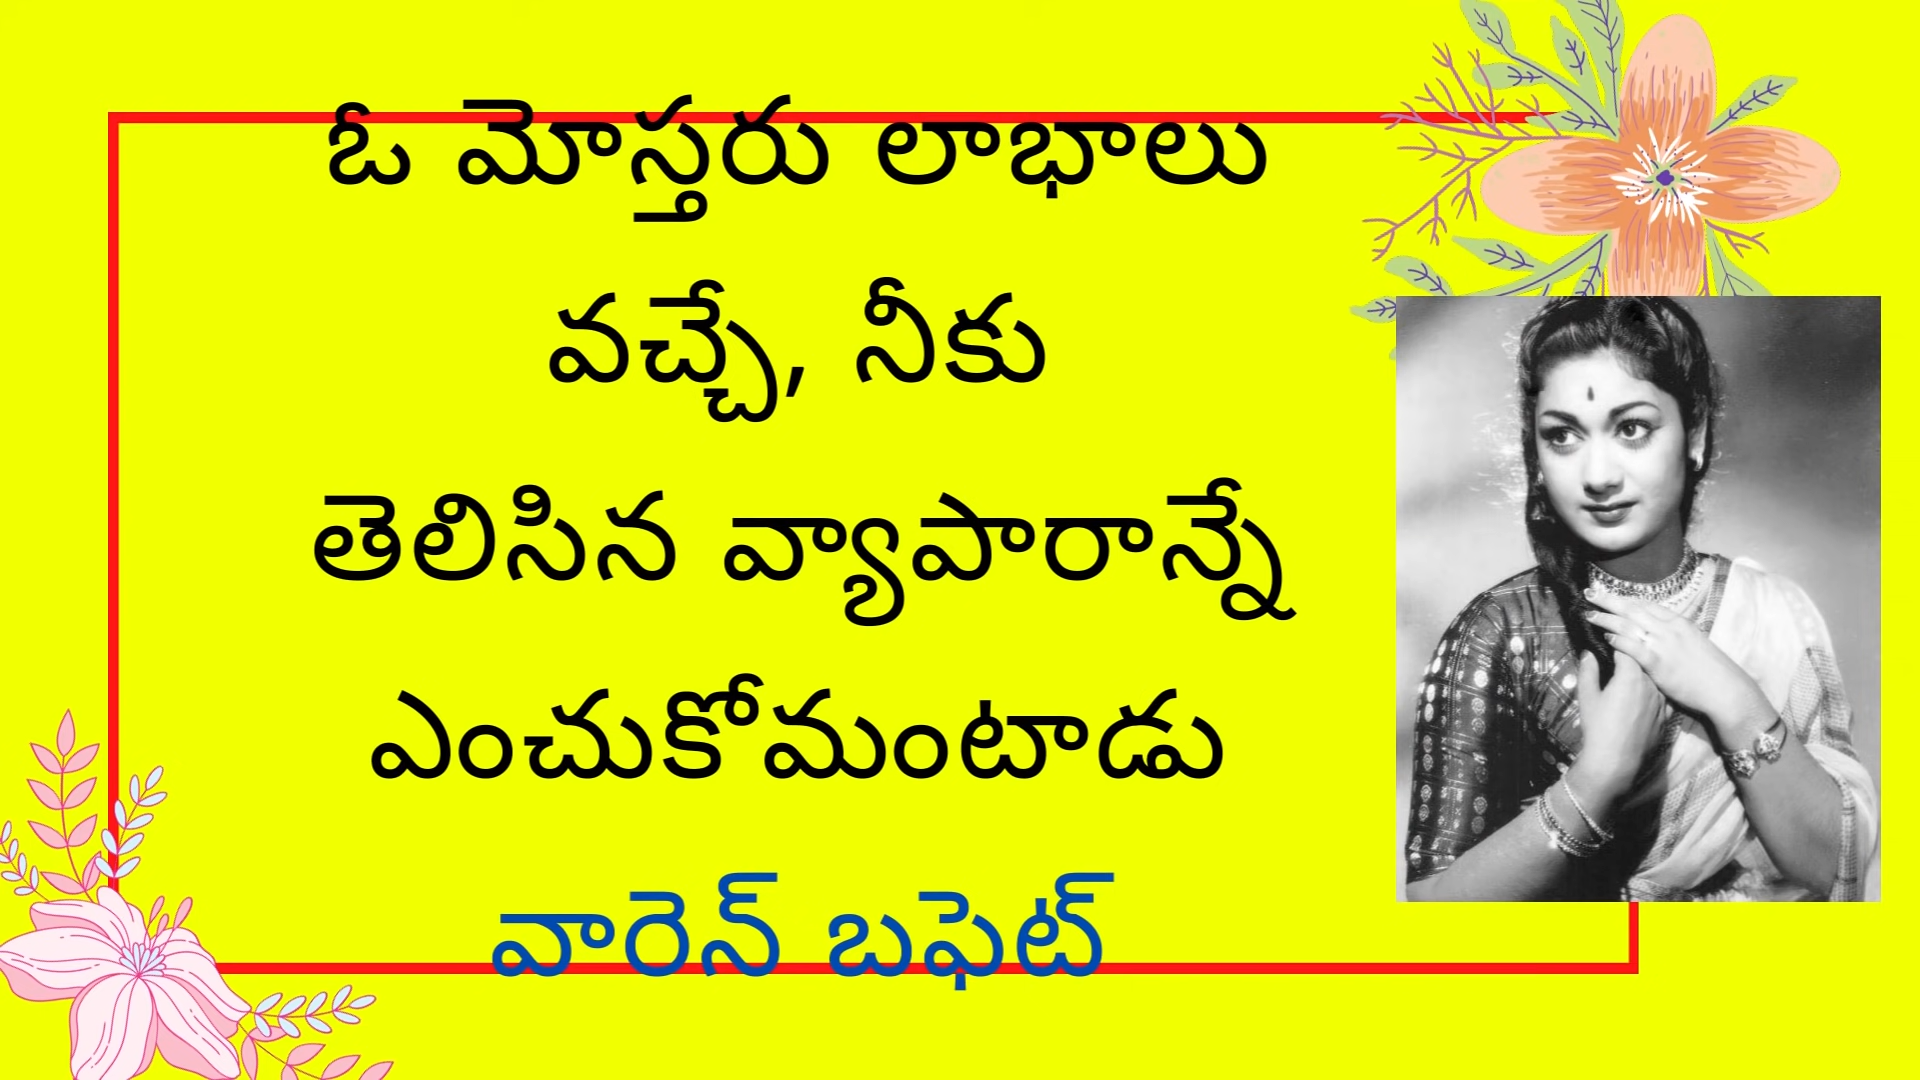 ఓ మోస్తరు లాభాలు
వచ్చే, నీకు
తెలిసిన వ్యాపారాన్నే
ఎంచుకోమంటాడు
వారెన్ బఫెట్